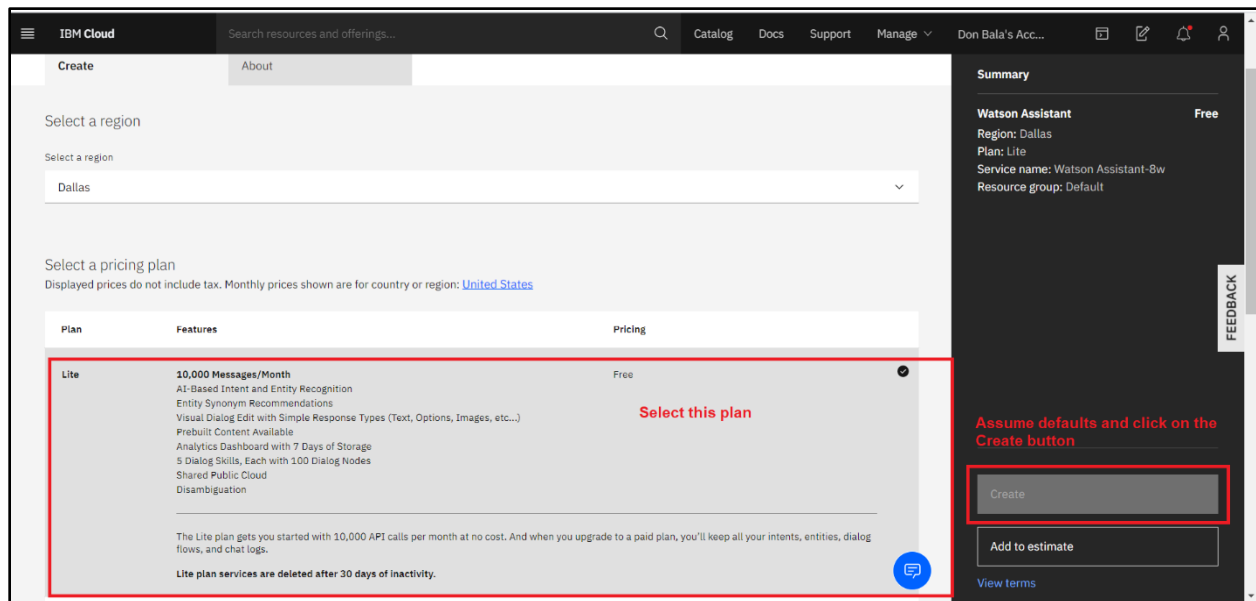 IBM Cloud
Search resources and offerings...
Catalog
Docs
Support
Manage
Don Bala's Acc...
Create
About
Select a region
Select a region
Dallas
Select a pricing plan
Displayed prices do not include tax. Monthly prices shown are for country or region: United States
Plan
Features
Pricing
Lite
10,000 Messages/Month
Free
AI-Based Intent and Entity Recognition
Entity Synonym Recommendations
Visual Dialog Edit with Simple Response Types (Text, Options, Images, etc...)
Prebuilt Content Available
Analytics Dashboard with 7 Days of Storage
5 Dialog Skills, Each with 100 Dialog Nodes
Shared Public Cloud
Disambiguation
Select this plan
The Lite plan gets you started with 10,000 API calls per month at no cost. And when you upgrade to a paid plan, you'll keep all your intents, entities, dialog
flows, and chat logs.
Lite plan services are deleted after 30 days of inactivity.
Summary
Watson Assistant
Free
Region: Dallas
Plan: Lite
Service name: Watson Assistant-8w
Resource group: Default
FEEDBACK
Assume defaults and click on the
Create button
Create
Add to estimate
View terms